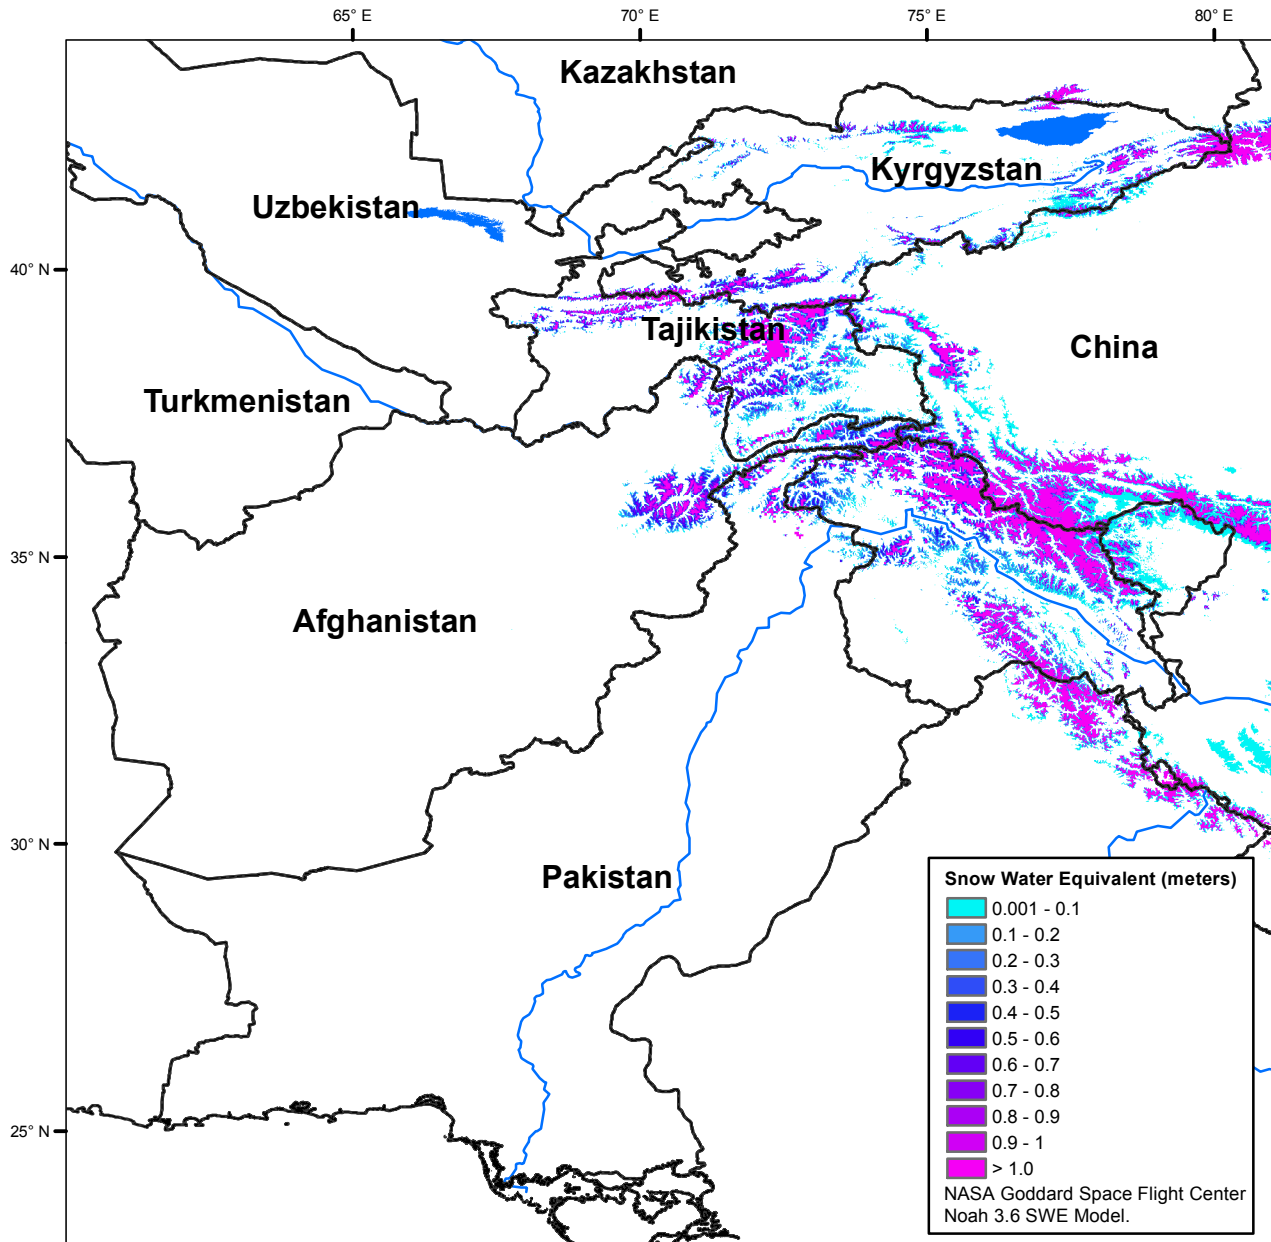 65° E
70° E
75° E
80° E
Kazakhstan
Kyrgyzstan
Uzbekistan
40° N
Tajikistan
China
Turkmenistan
35° N
Afghanistan
30° N
Pakistan
25° N
Snow Water Equivalent (meters)
0.001 - 0.1
0.1 - 0.2
0.2 - 0.3
0.3 - 0.4
0.4 - 0.5
0.5 - 0.6
0.6 - 0.7
0.7 - 0.8
0.8 - 0.9
0.9 - 1
> 1.0
NASA Goddard Space Flight Center
Noah 3.6 SWE Model.